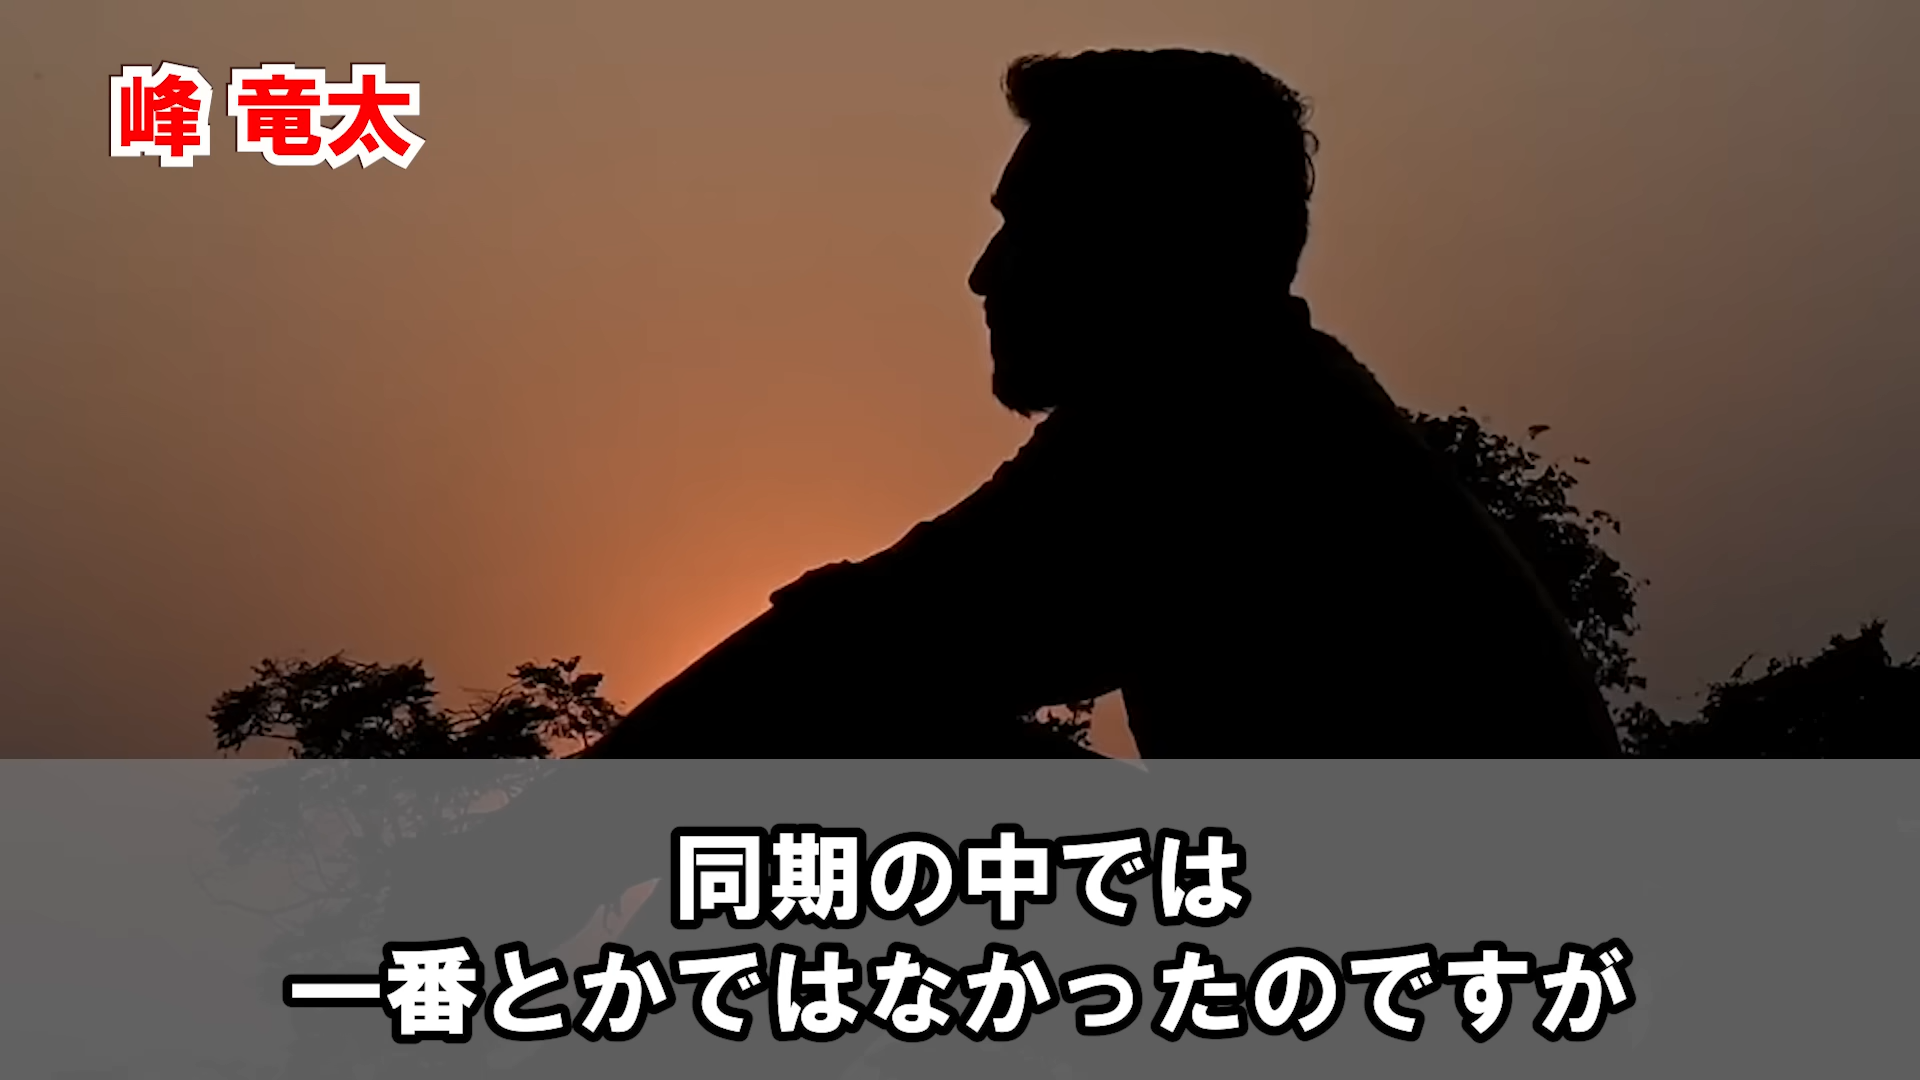 峰 竜太
同期の中では
一番とかではなかったのですが